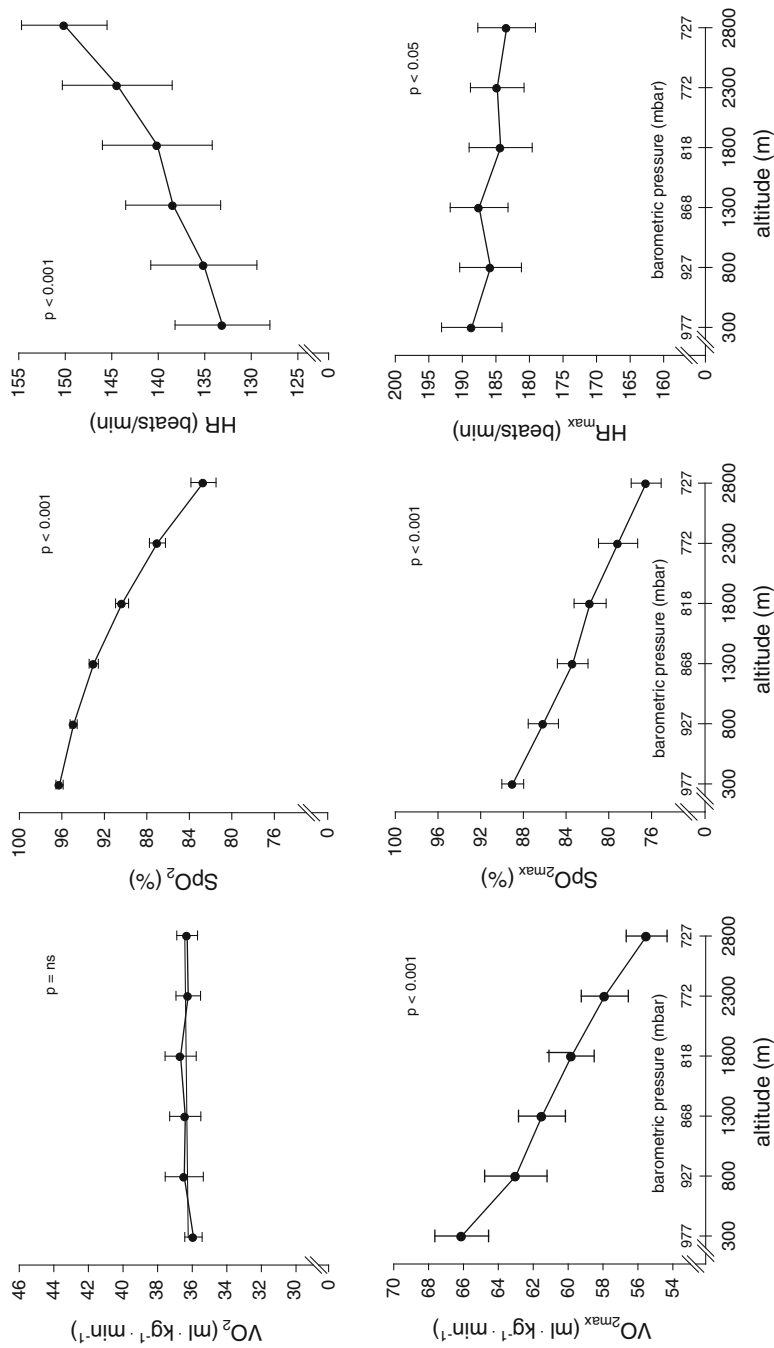 VO2 (ml · kg-1 · min-1)
46
44
42
40
38
36
34
32
30
0
p = ns
SpO2 (%)
100
96
92
88
84
80
0
p < 0.001
HR (beats/min)
155
150
145
140
135
130
125
0
p < 0.001
VO2max (ml · kg-1 · min-1)
70
68
66
64
62
60
58
56
54
0
p < 0.001
barometric pressure (mbar)
977 927 868 818 772 727
300 800 1300 1800 2300 2800
altitude (m)
SpO2max (%)
100
96
92
88
84
80
76
0
p < 0.001
barometric pressure (mbar)
977 927 868 818 772 727
300 800 1300 1800 2300 2800
altitude (m)
HRmax (beats/min)
200
195
190
185
180
175
170
165
160
0
p < 0.05
barometric pressure (mbar)
977 927 868 818 772 727
300 800 1300 1800 2300 2800
altitude (m)